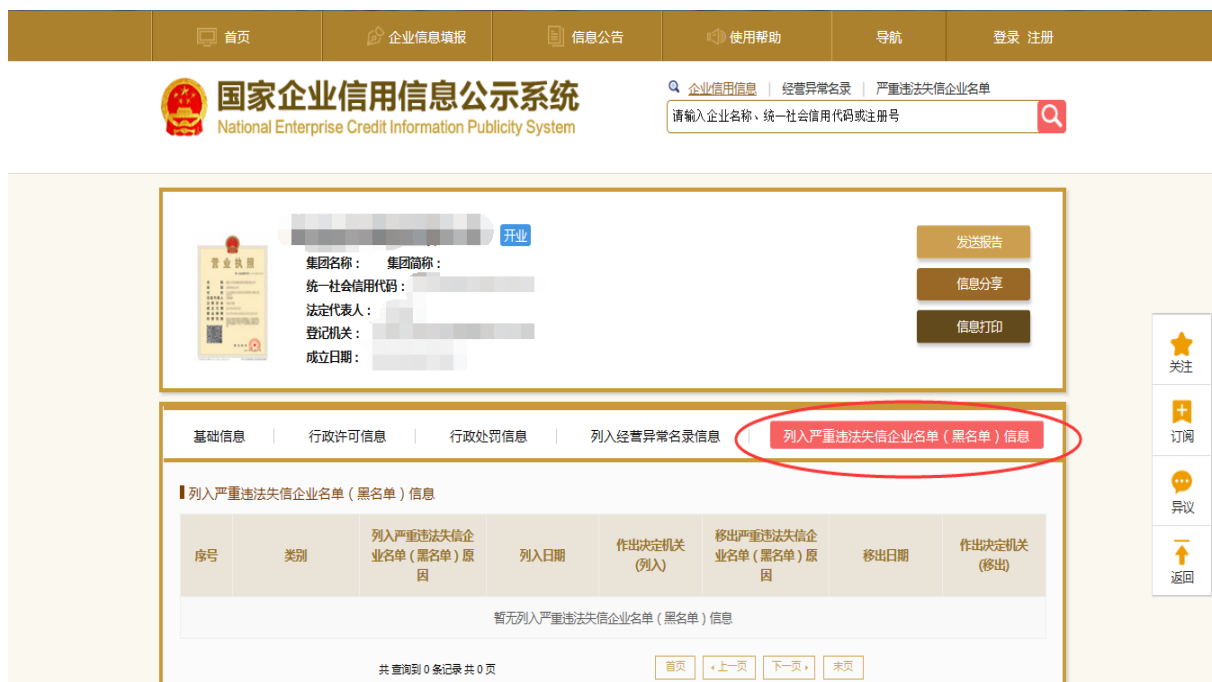 首页 企业信息填报 信息公告 使用帮助 导航 登录 注册
国家企业信用信息公示系统
National Enterprise Credit Information Publicity System
企业信用信息 | 经营异常名录 | 严重违法失信企业名单
请输入企业名称、统一社会信用代码或注册号
开业
营业执照
集团名称： 集团简称：
统一社会信用代码：
法定代表人：
登记机关：
成立日期：
发送报告
信息分享
信息打印
关注
订阅
异议
返回
基础信息 | 行政许可信息 | 行政处罚信息 | 列入经营异常名录信息 | 列入严重违法失信企业名单（黑名单）信息
列入严重违法失信企业名单（黑名单）信息
序号 类别 列入严重违法失信企业名单（黑名单）原因 列入日期 作出决定机关(列入) 移出严重违法失信企业名单（黑名单）原因 移出日期 作出决定机关(移出)
暂无列入严重违法失信企业名单（黑名单）信息
共 查询到 0 条记录 共 0 页 首页 上一页 下一页 末页